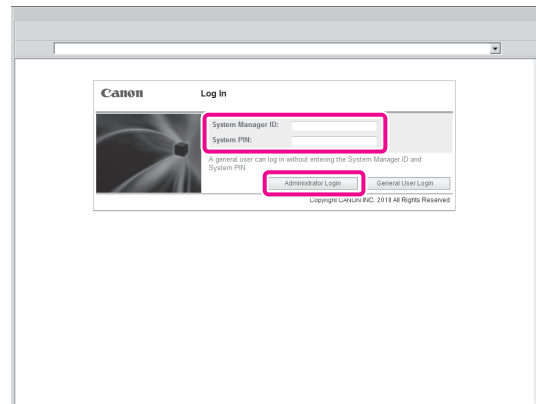 Canon
Log In
System Manager ID:
System PIN:
A general user can log in without entering the System Manager ID and
System PIN.
Administrator Login
General User Login
Copyright CANON INC. 2010 All Rights Reserved